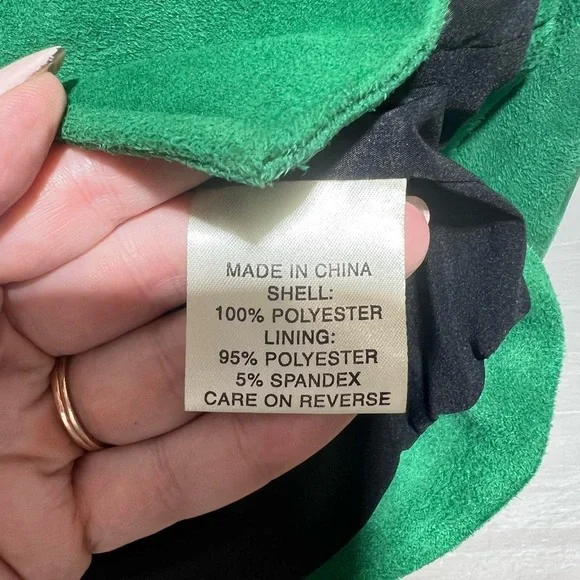 MADE IN CHINA
SHELL:
100% POLYESTER
LINING:
95% POLYESTER
5% SPANDEX
CARE ON REVERSE